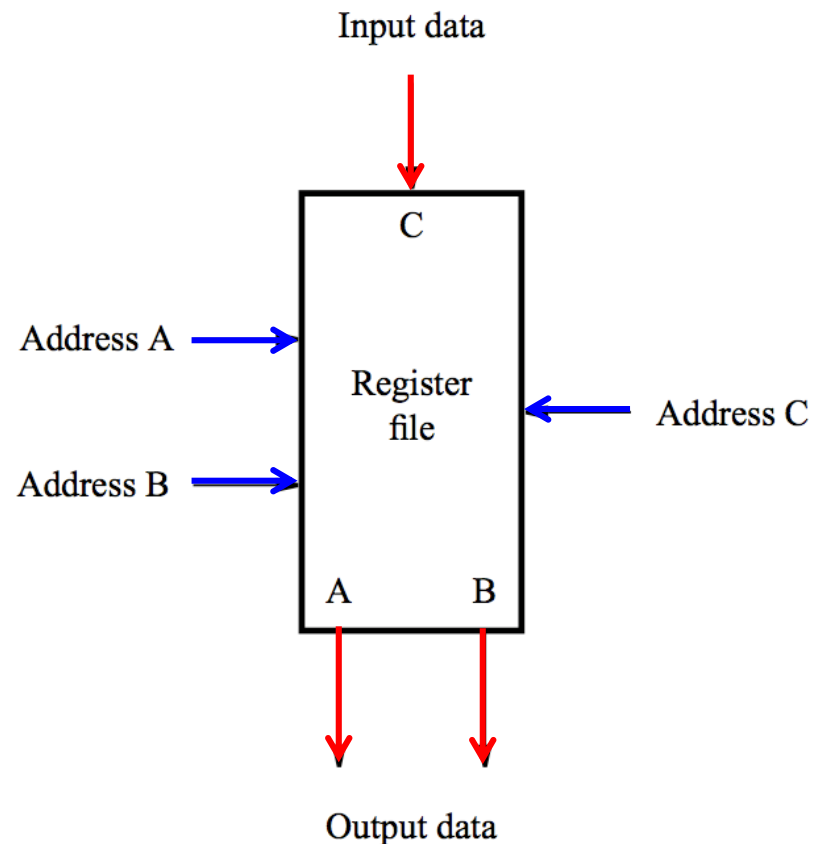 Input data
C
Address A
Register
file
Address C
Address B
A
B
Output data